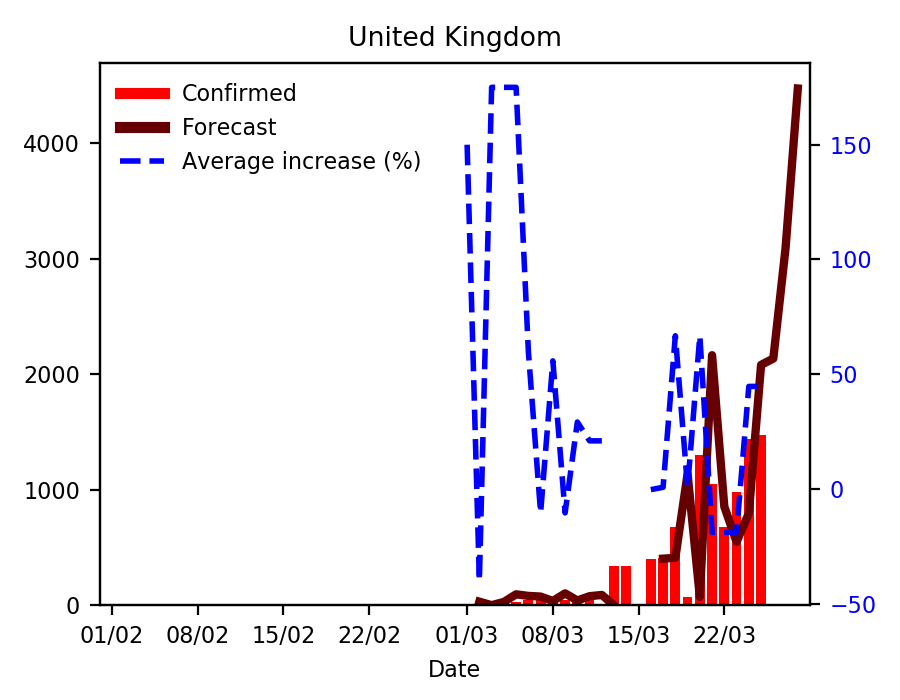 United Kingdom
Confirmed
Forecast
Average increase (%)
4000
3000
2000
1000
0
150
100
50
0
−50
01/02 08/02 15/02 22/02 01/03 08/03 15/03 22/03
Date